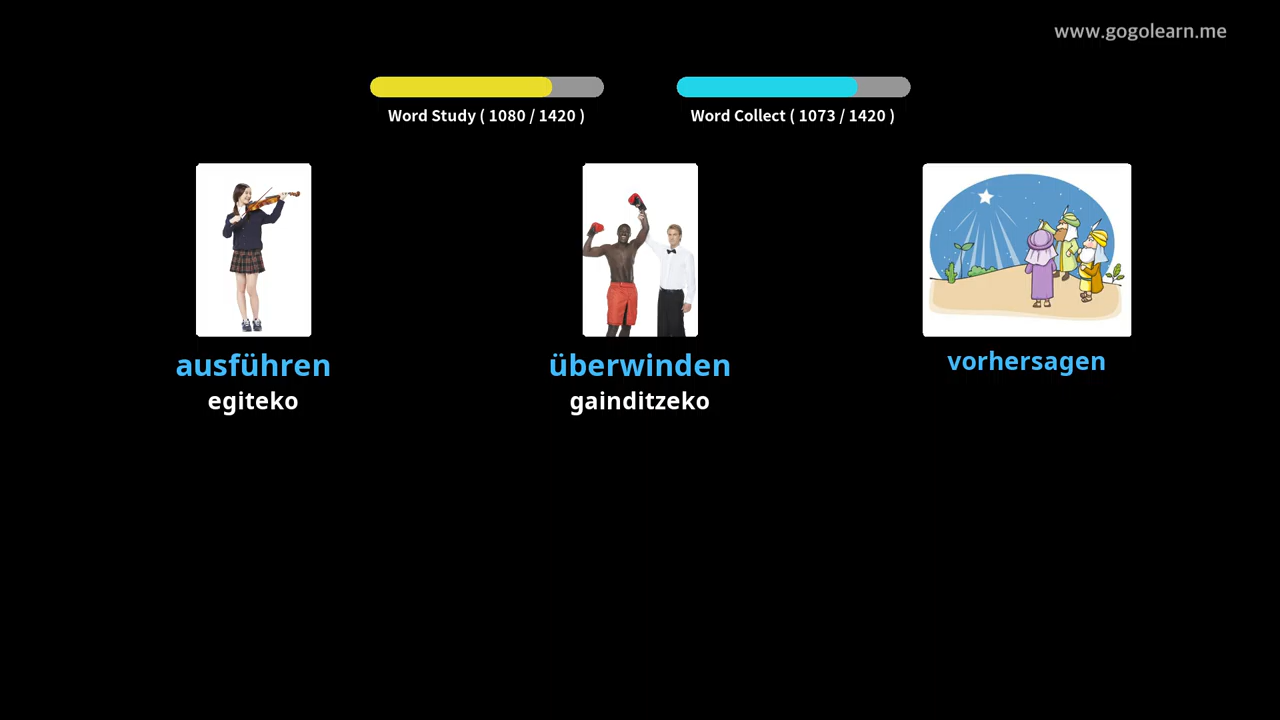 www.gogolearn.me
Word Study ( 1080 / 1420 )
Word Collect ( 1073 / 1420 )
ausführen
egiteko
überwinden
gainditzeko
vorhersagen